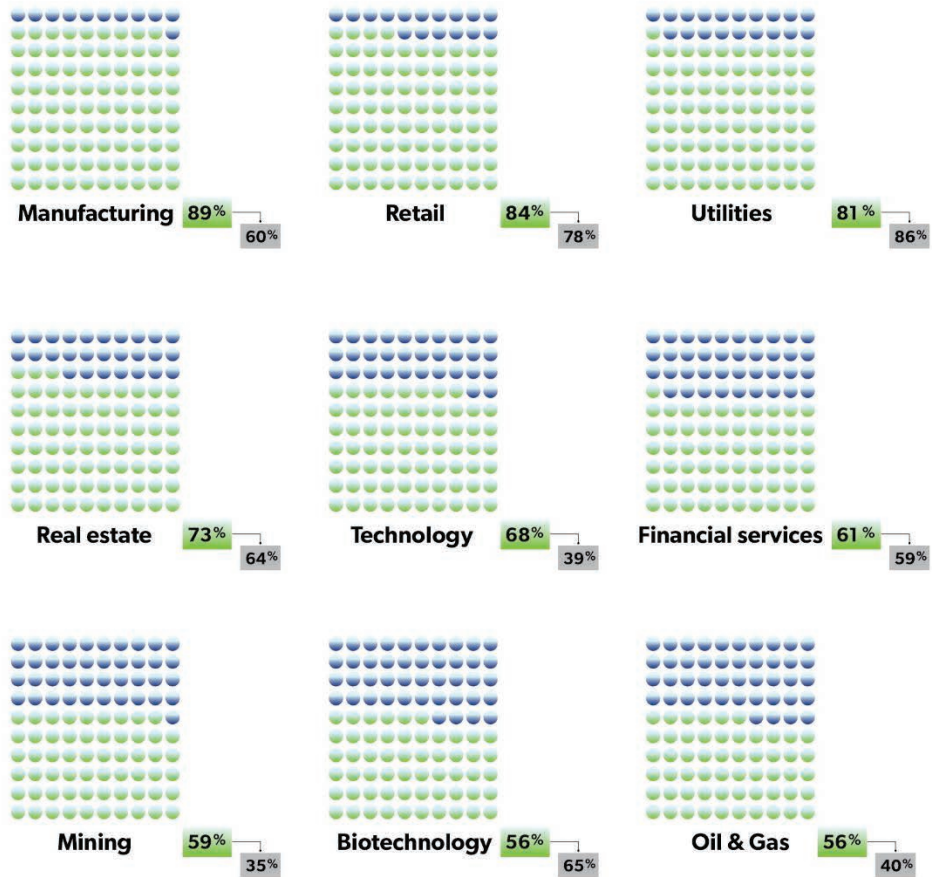 Manufacturing 89%
60%
Retail 84%
78%
Utilities 81%
86%
Real estate 73%
64%
Technology 68%
39%
Financial services 61%
59%
Mining 59%
35%
Biotechnology 56%
65%
Oil & Gas 56%
40%